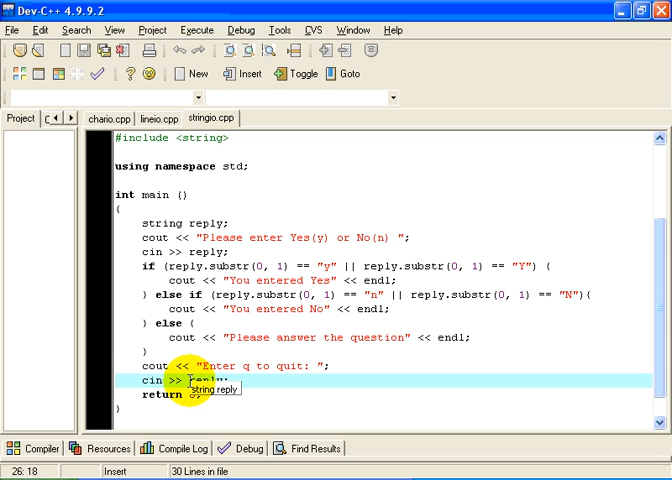 Dev-C++ 4.9.9.2
File Edit Search View Project Execute Debug Tools CVS Window Help
New Insert Toggle Goto
Project C chario.cpp lineio.cpp stringio.cpp
#include <string>
using namespace std;
int main ()
{
string reply;
cout << "Please enter Yes(y) or No(n) ";
cin >> reply;
if (reply.substr(0, 1) == "y" || reply.substr(0, 1) == "Y") {
cout << "You entered Yes" << endl;
} else if (reply.substr(0, 1) == "n" || reply.substr(0, 1) == "N"){
cout << "You entered No" << endl;
} else {
cout << "Please answer the question" << endl;
}
cout << "Enter q to quit: ";
cin >> reply;
string reply
return 0;
}
Compiler Resources Compile Log Debug Find Results
26: 18 Insert 30 Lines in file